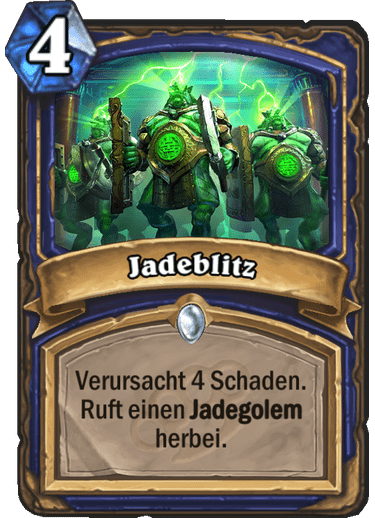 4
Jadeblitz
Verursacht 4 Schaden.
Ruft einen Jadegolem
herbei.